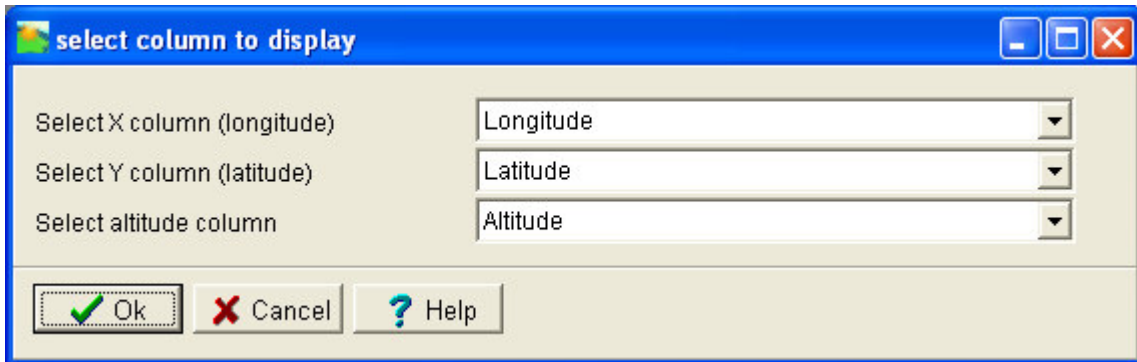 select column to display
Select X column (longitude) Longitude
Select Y column (latitude) Latitude
Select altitude column Altitude
Ok Cancel ? Help